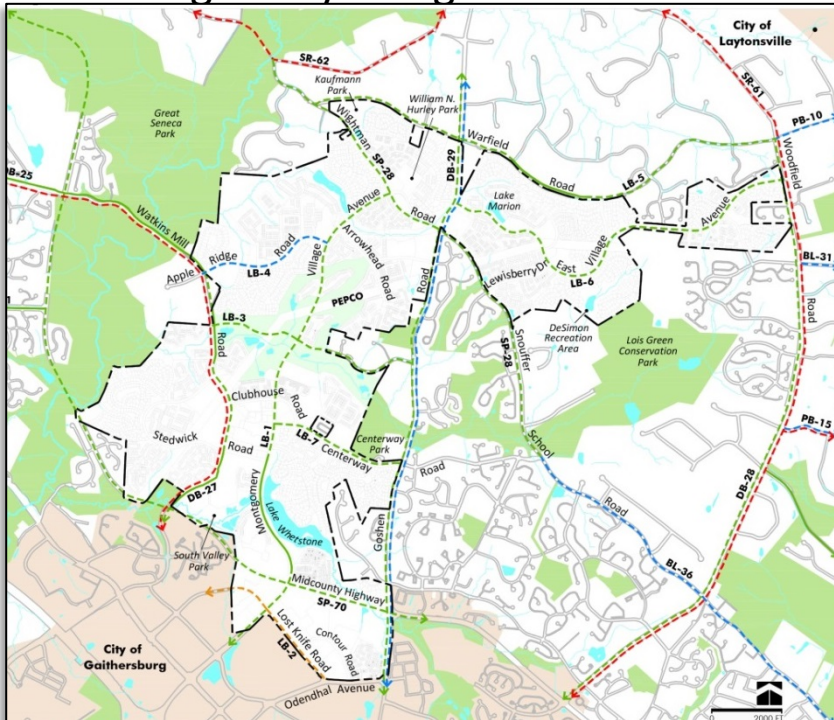 City of
Laytonsville
SR-62
SR-61
Kaufmann
Park
William N.
Hurley Park
Great
Seneca
Park
PB-10
Wightman
SP-28
DB-29
Warfield
Road
LB-5
Woodfield
DB-25
Watkins Mill
Avenue
Road
Lake
Marion
Avenue
Apple Ridge Road
LB-4
Village
Arrowhead
Road
Road
Lewisberry Dr
East
Village
LB-6
BL-31
PEPCO
LB-3
Road
SP-28
Snouffer
DeSimon
Recreation
Area
Lois Green
Conservation
Park
Road
1
Clubhouse
Road
Stedwick
Road
LB-1
LB-7
Centerway
Centerway
Park
Road
School
PB-15
DB-27
Montgomery
Lake Whetstone
Goshen
Road
DB-28
South Valley
Park
BL-36
Midcounty Highway
SP-70
Lost Knife Road
LB-2
Contour
Road
City of
Gaithersburg
Odendhal Avenue
2000 FT